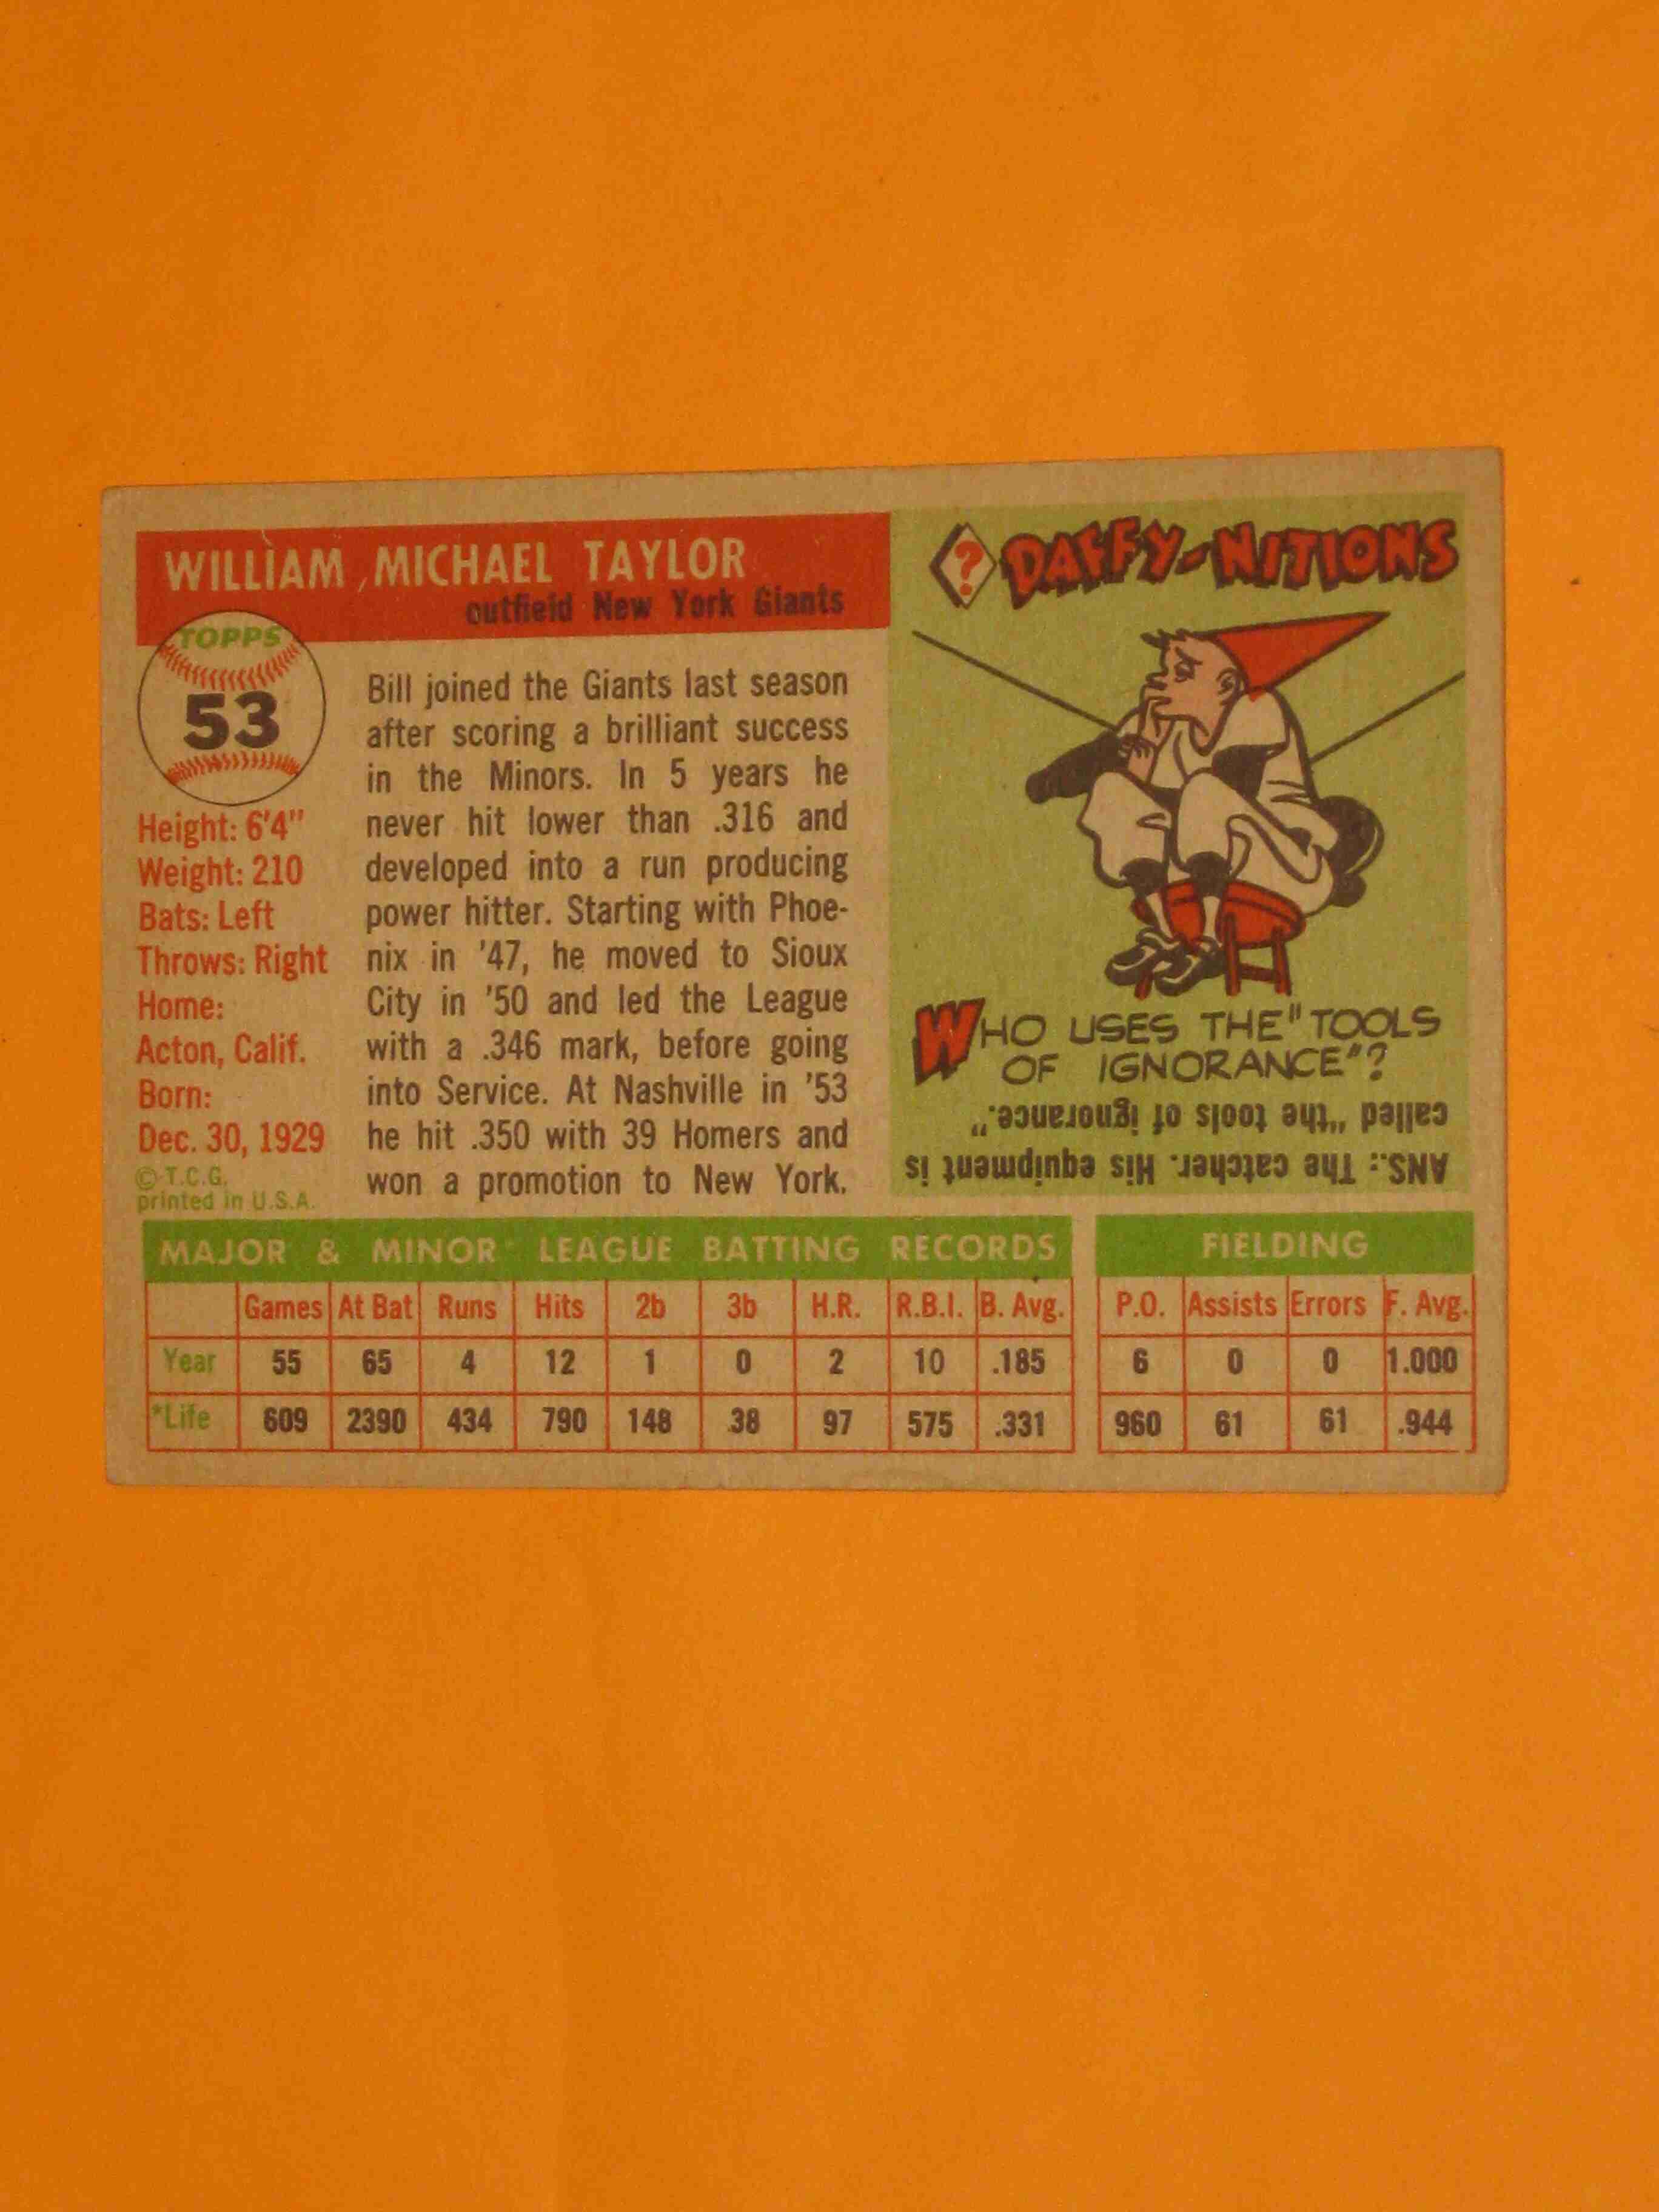 WILLIAM MICHAEL TAYLOR
outfield New York Giants
TOPPS
53
Height: 6'4"
Weight: 210
Bats: Left
Throws: Right
Home:
Acton, Calif.
Born:
Dec. 30, 1929
© T.C.G.
printed in U.S.A.
Bill joined the Giants last season
after scoring a brilliant success
in the Minors. In 5 years he
never hit lower than .316 and
developed into a run producing
power hitter. Starting with Phoe-
nix in '47, he moved to Sioux
City in '50 and led the League
with a .346 mark, before going
into Service. At Nashville in '53
he hit .350 with 39 Homers and
won a promotion to New York.
? DAFFY-NITIONS
WHO USES THE "TOOLS
OF IGNORANCE"?
ANS.: The catcher. His equipment is
called "the tools of ignorance."
MAJOR & MINOR LEAGUE BATTING RECORDS
Games At Bat Runs Hits 2b 3b H.R. R.B.I. B. Avg.
Year 55 65 4 12 1 0 2 10 .185
*Life 609 2390 434 790 148 38 97 575 .331
FIELDING
P.O. Assists Errors F. Avg.
6 0 0 1.000
960 61 61 .944